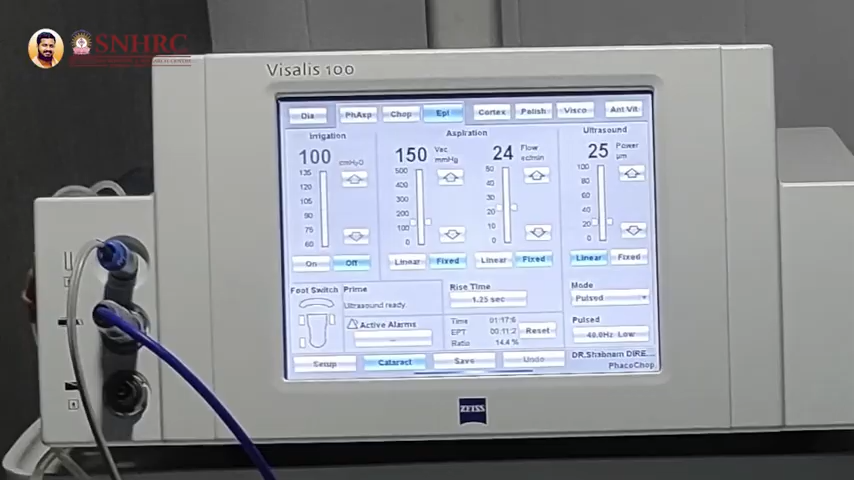 SNHRC
Visalis 100
Dia PhAsp Chop Epi Cortex Polish Visco Ant Vit
Irrigation Aspiration Ultrasound
100 cmH₂O 150 Vac mmHg 24 Flow cc/min 25 Power µm
135 500 50 100
120 400 40 80
105 300 30 60
90 200 20 40
75 100 10 20
60 0 0 0
On Off Linear Fixed Linear Fixed Linear Fixed
Foot Switch Prime Rise Time Mode
Ultrasound ready. 1.25 sec Pulsed
Active Alarms Time 01:17:6 Pulsed
-- EPT 00:11:2 Reset 40.0Hz Low
Ratio 14.4%
Setup Cataract Save Undo DR.Shabnam DIRE...
PhacoChop
ZEISS